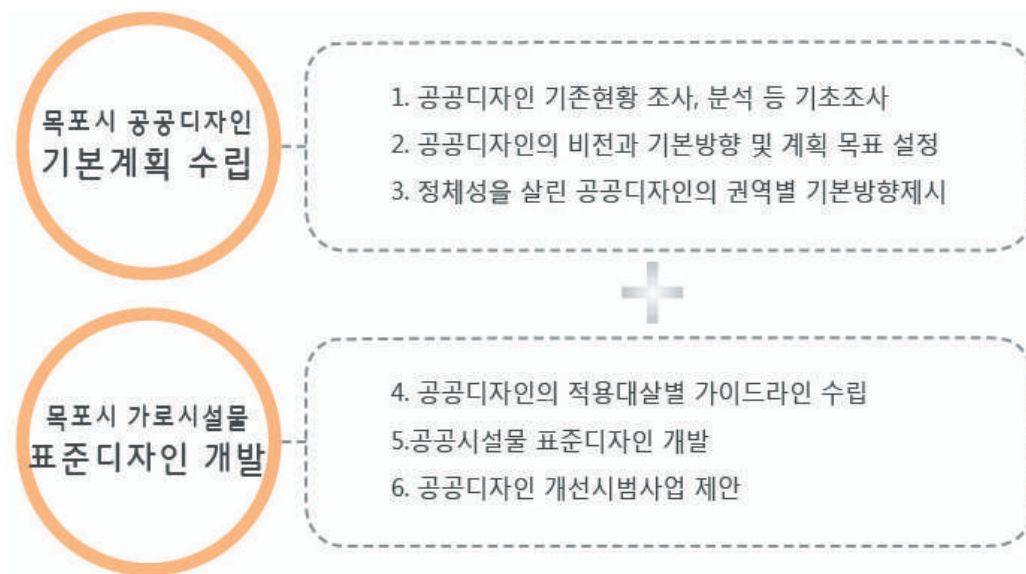 목포시 공공디자인
기본계획 수립
1. 공공디자인 기존현황 조사, 분석 등 기초조사
2. 공공디자인의 비전과 기본방향 및 계획 목표 설정
3. 정체성을 살린 공공디자인의 권역별 기본방향제시
목포시 가로시설물
표준디자인 개발
4. 공공디자인의 적용대살별 가이드라인 수립
5.공공시설물 표준디자인 개발
6. 공공디자인 개선시범사업 제안